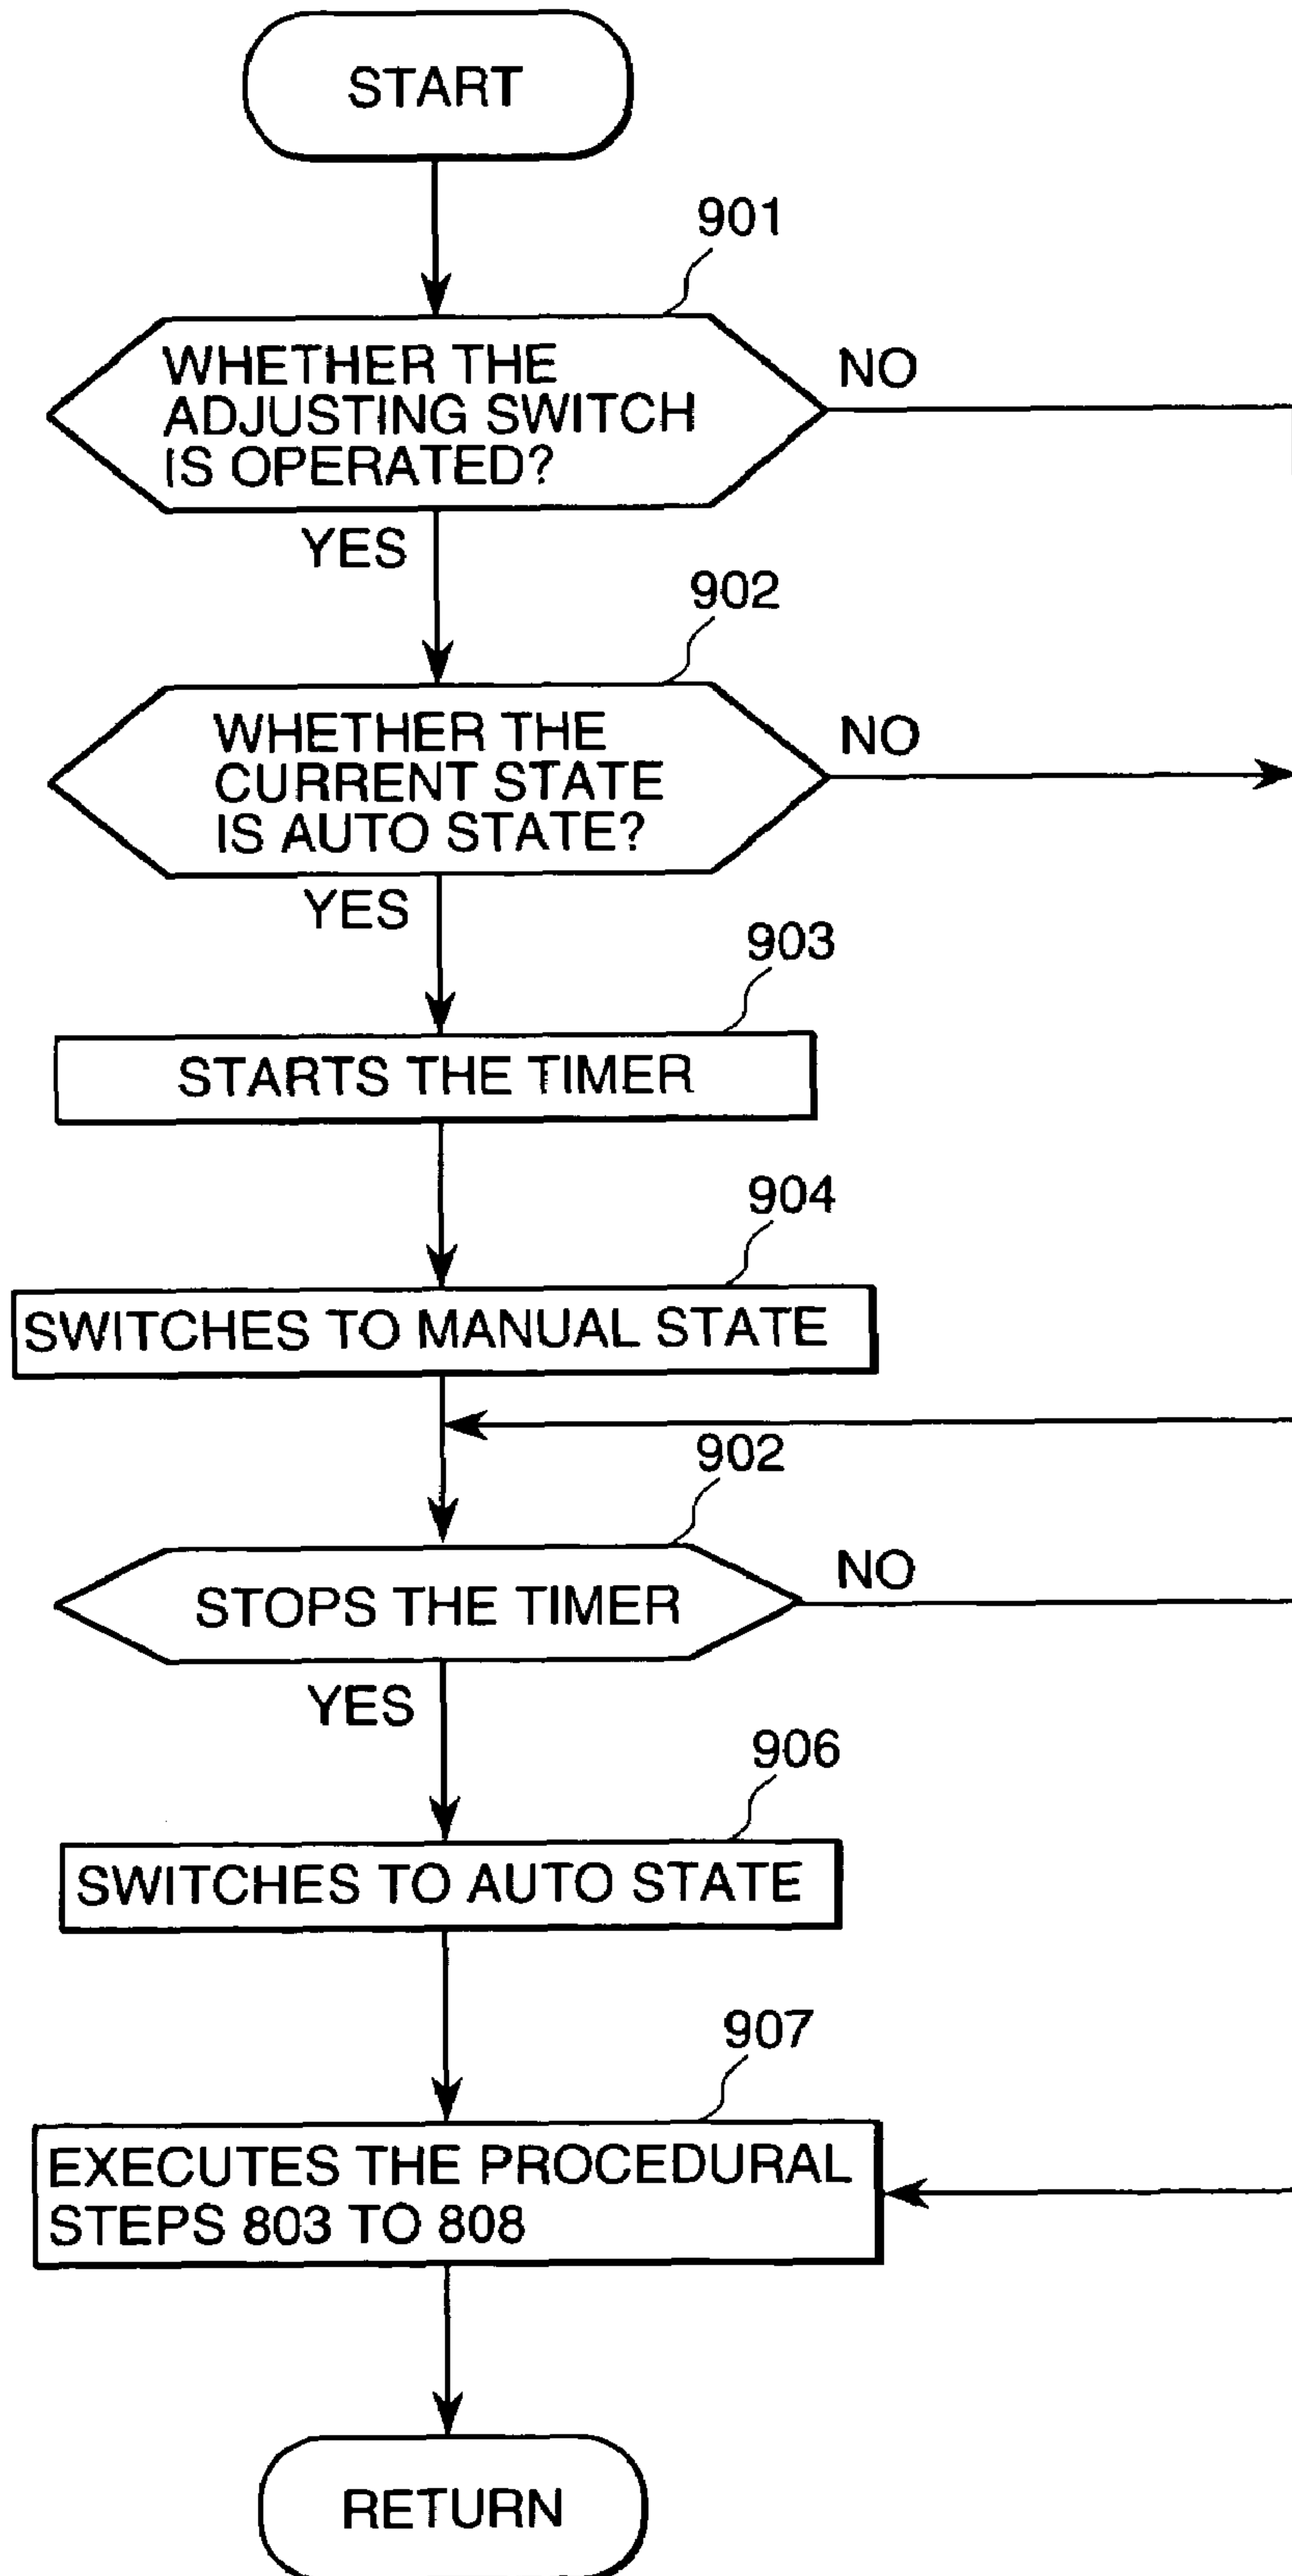 START
901
WHETHER THE
ADJUSTING SWITCH
IS OPERATED?
NO
YES
902
WHETHER THE
CURRENT STATE
IS AUTO STATE?
NO
YES
903
STARTS THE TIMER
904
SWITCHES TO MANUAL STATE
902
STOPS THE TIMER
NO
YES
906
SWITCHES TO AUTO STATE
907
EXECUTES THE PROCEDURAL
STEPS 803 TO 808
RETURN